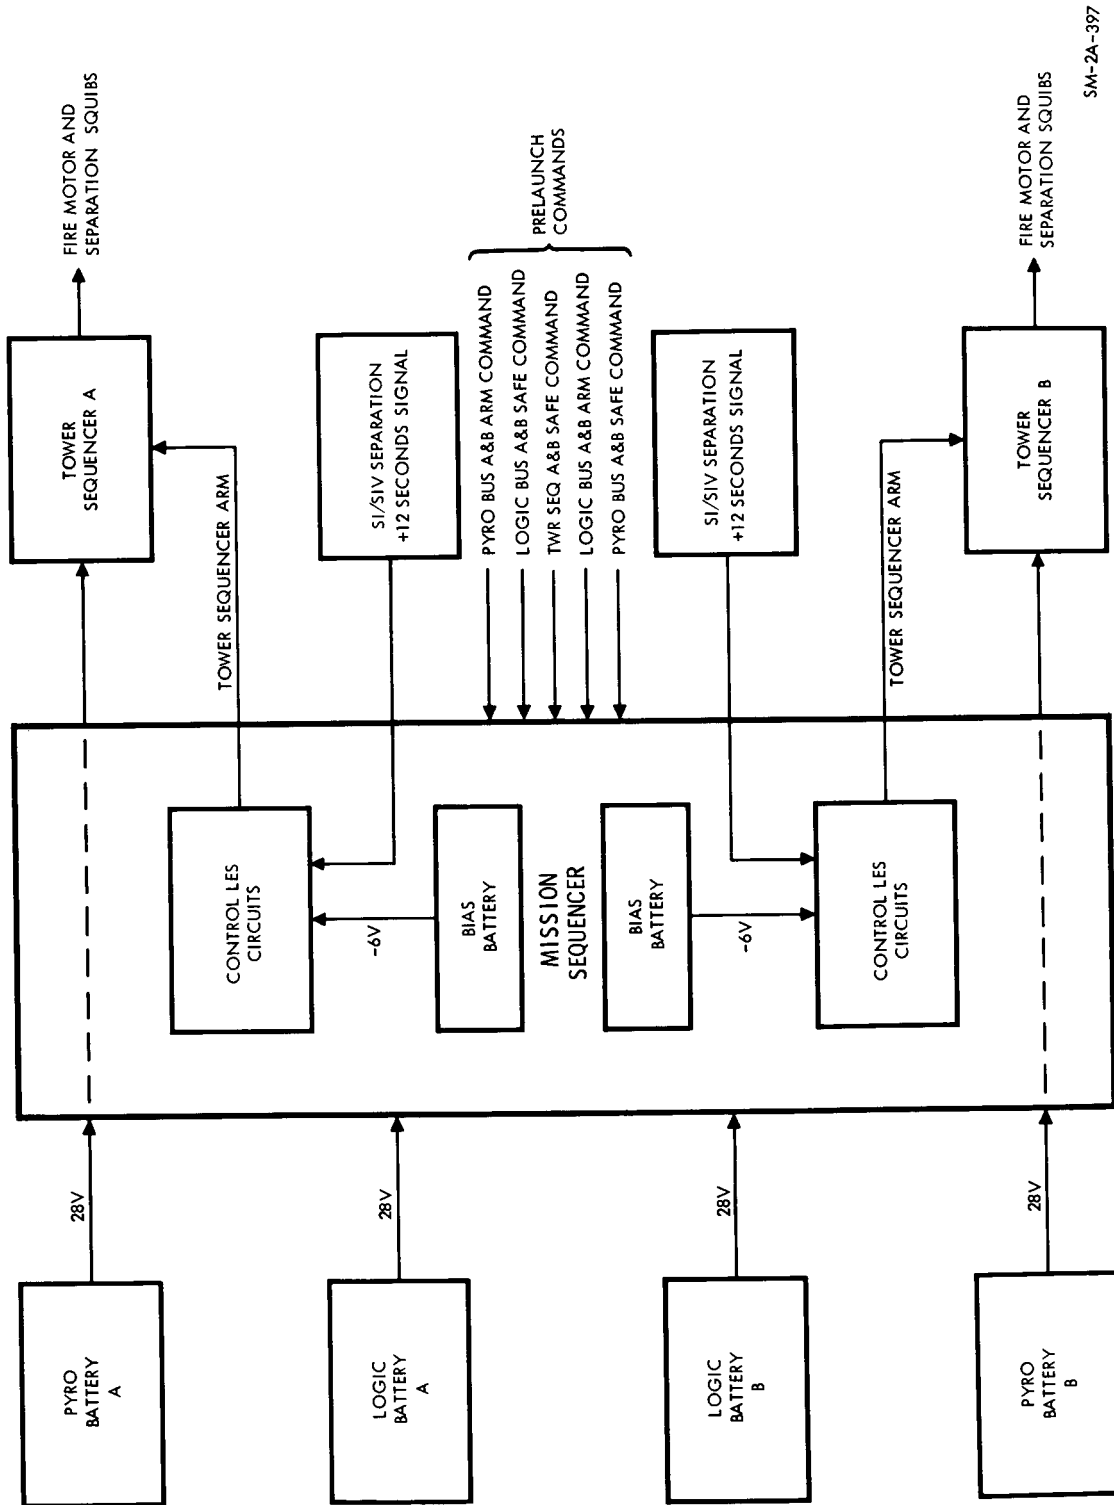 PYRO
BATTERY
A
28V
TOWER
SEQUENCER A
FIRE MOTOR AND
SEPARATION SQUIBS
CONTROL LES
CIRCUITS
TOWER SEQUENCER ARM
-6V
LOGIC
BATTERY
A
28V
BIAS
BATTERY
SI/SIV SEPARATION
+12 SECONDS SIGNAL
MISSION
SEQUENCER
PYRO BUS A&B ARM COMMAND
LOGIC BUS A&B SAFE COMMAND
TWR SEQ A&B SAFE COMMAND
LOGIC BUS A&B ARM COMMAND
PYRO BUS A&B SAFE COMMAND
PRELAUNCH
COMMANDS
BIAS
BATTERY
SI/SIV SEPARATION
+12 SECONDS SIGNAL
LOGIC
BATTERY
B
28V
-6V
CONTROL LES
CIRCUITS
TOWER SEQUENCER ARM
PYRO
BATTERY
B
28V
TOWER
SEQUENCER B
FIRE MOTOR AND
SEPARATION SQUIBS
SM-2A-397